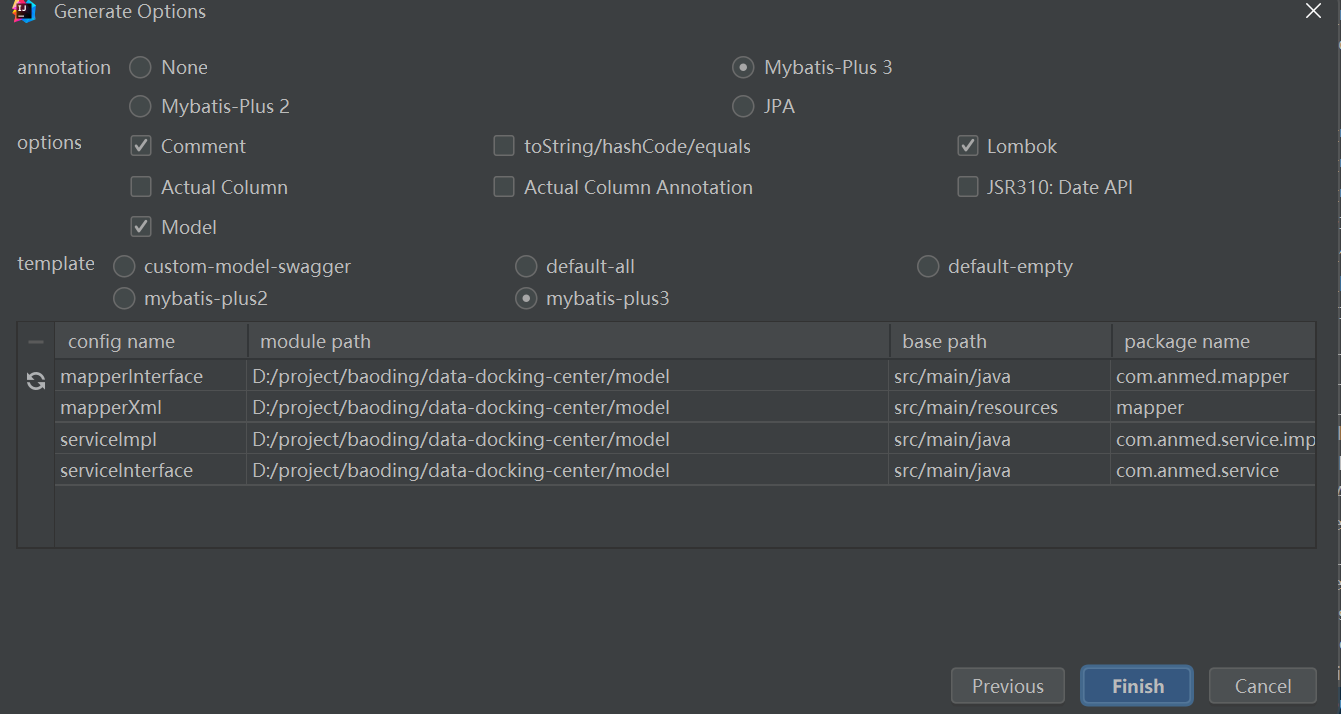 Generate Options
annotation None Mybatis-Plus 3
Mybatis-Plus 2 JPA
options Comment toString/hashCode/equals Lombok
Actual Column Actual Column Annotation JSR310: Date API
Model
template custom-model-swagger default-all default-empty
mybatis-plus2 mybatis-plus3
config name module path base path package name
mapperInterface D:/project/baoding/data-docking-center/model src/main/java com.anmed.mapper
mapperXml D:/project/baoding/data-docking-center/model src/main/resources mapper
serviceImpl D:/project/baoding/data-docking-center/model src/main/java com.anmed.service.imp
serviceInterface D:/project/baoding/data-docking-center/model src/main/java com.anmed.service
Previous Finish Cancel